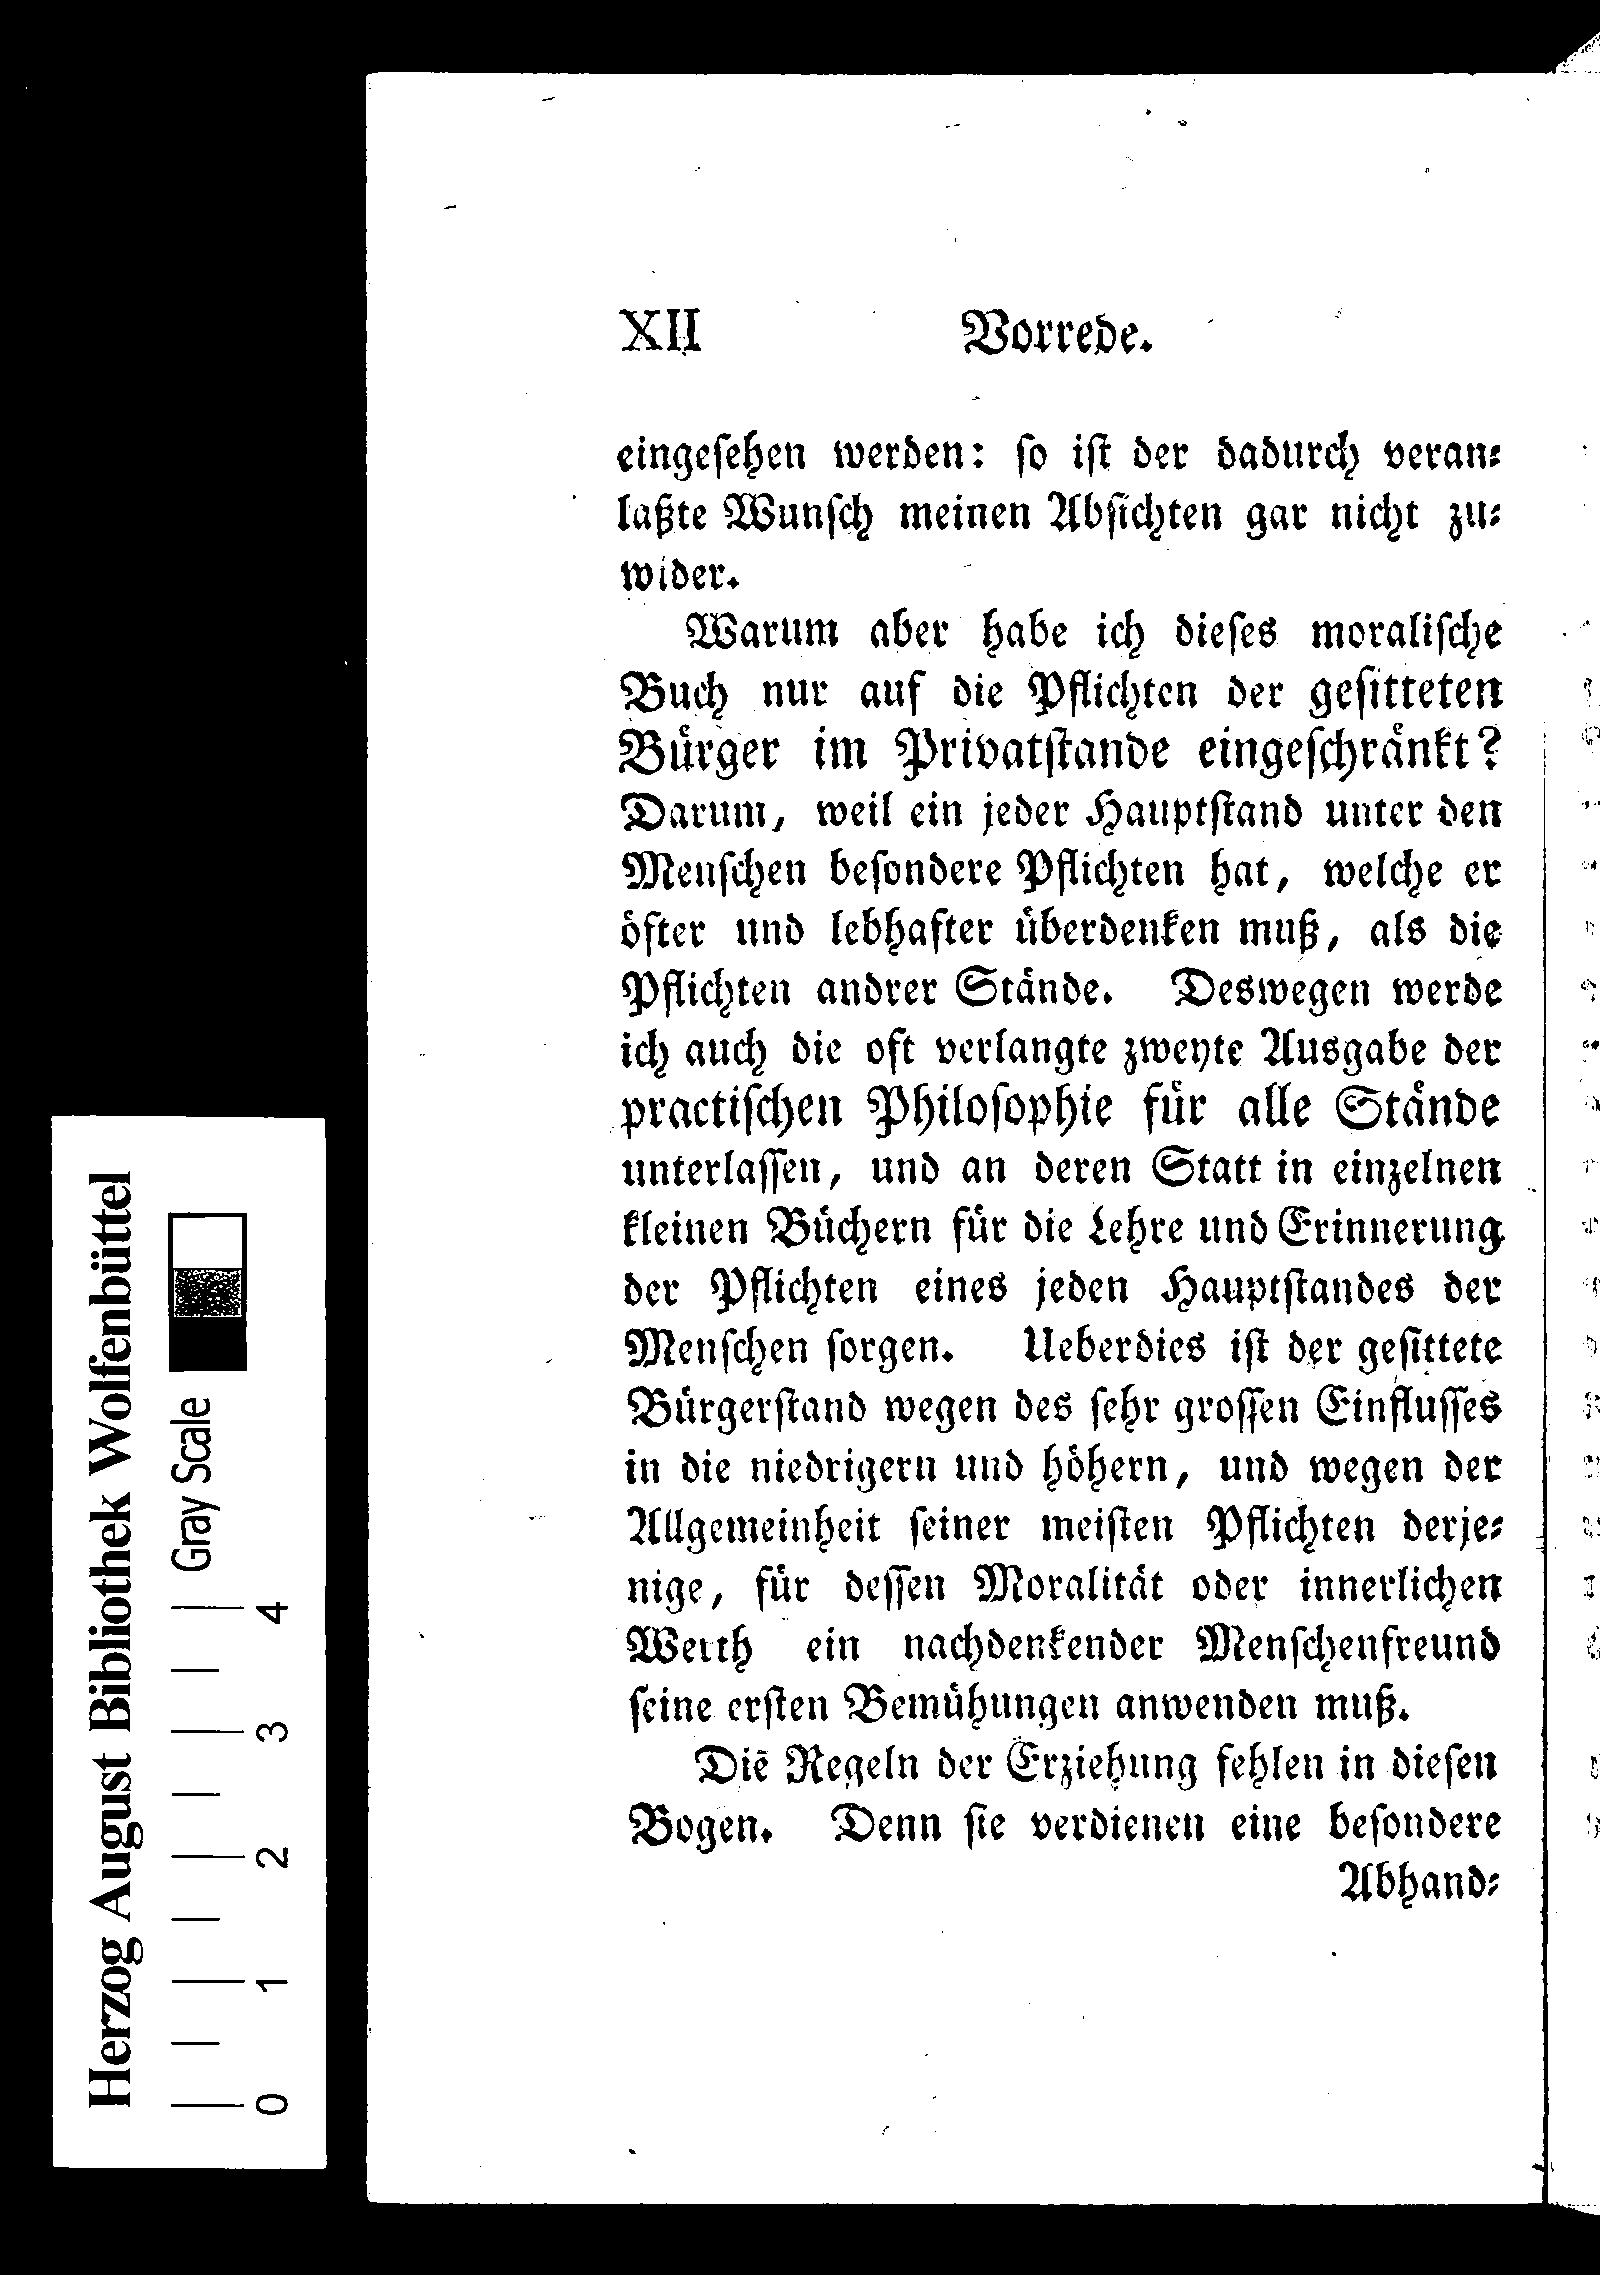 XII Vorrede.
eingesehen werden: so ist der dadurch veran-
laßte Wunsch meinen Absichten gar nicht zu-
wider.
Warum aber habe ich dieses moralische
Buch nur auf die Pflichten der gesitteten
Bürger im Privatstande eingeschränkt?
Darum, weil ein jeder Hauptstand unter den
Menschen besondere Pflichten hat, welche er
öfter und lebhafter überdenken muß, als die
Pflichten andrer Stände. Deswegen werde
ich auch die oft verlangte zweyte Ausgabe der
practischen Philosophie für alle Stände
unterlassen, und an deren Statt in einzelnen
kleinen Büchern für die Lehre und Erinnerung
der Pflichten eines jeden Hauptstandes der
Menschen sorgen. Ueberdies ist der gesittete
Bürgerstand wegen des sehr grossen Einflusses
in die niedrigern und höhern, und wegen der
Allgemeinheit seiner meisten Pflichten derje-
nige, für dessen Moralität oder innerlichen
Werth ein nachdenkender Menschenfreund
seine ersten Bemühungen anwenden muß.
Die Regeln der Erziehung fehlen in diesen
Bogen. Denn sie verdienen eine besondere
Abhand-
Herzog August Bibliothek Wolfenbüttel
Gray Scale
0 1 2 3 4